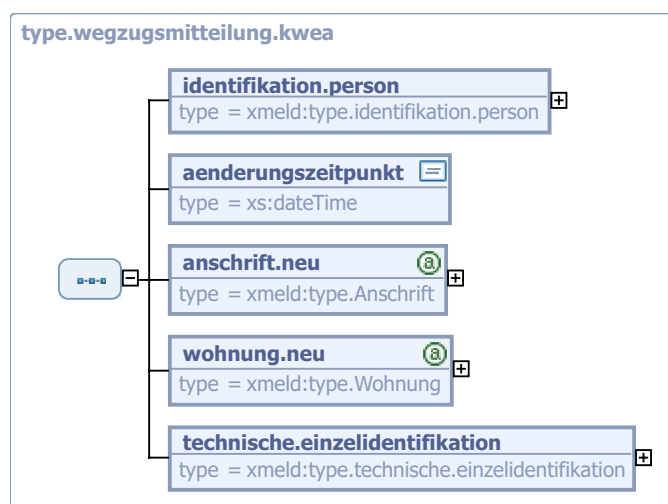 type.wegzugsmitteilung.kwea
identifikation.person
type = xmeld:type.identifikation.person
aenderungszeitpunkt
type = xs:dateTime
anschrift.neu
type = xmeld:type.Anschrift
wohnung.neu
type = xmeld:type.Wohnung
technische.einzelidentifikation
type = xmeld:type.technische.einzelidentifikation